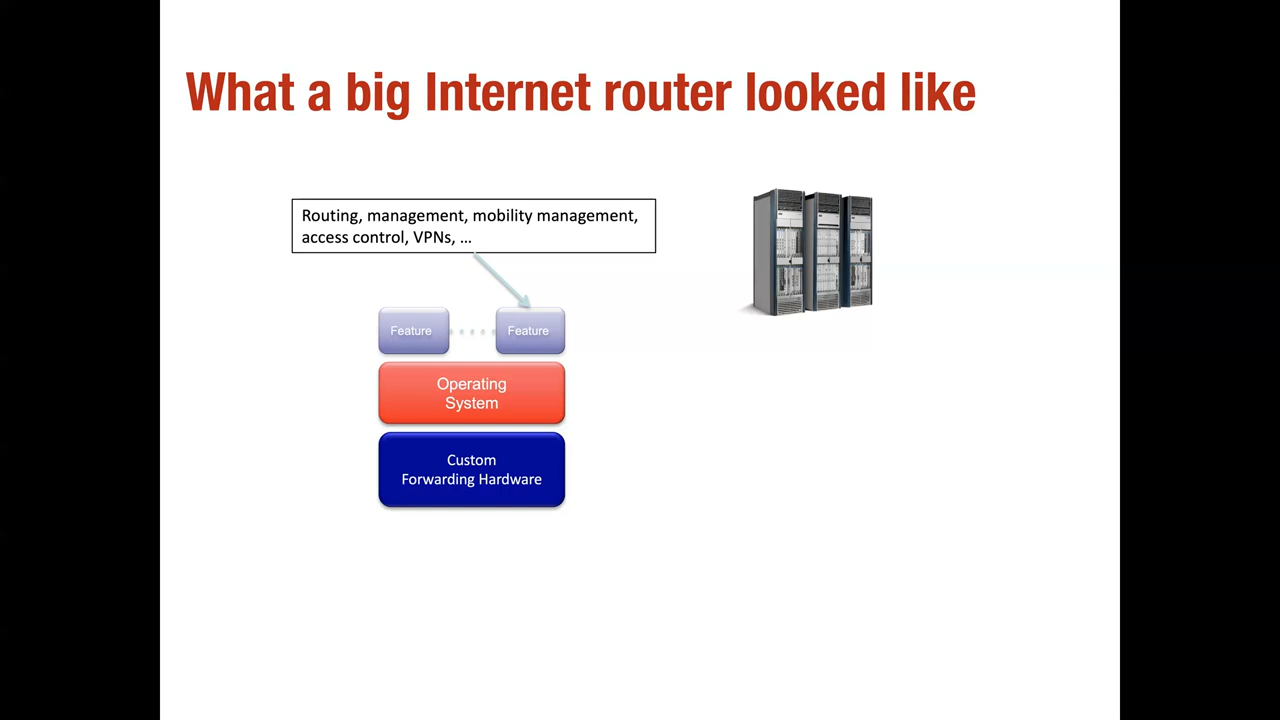 What a big Internet router looked like
Routing, management, mobility management,
access control, VPNs, ...
Feature
Feature
Operating
System
Custom
Forwarding Hardware